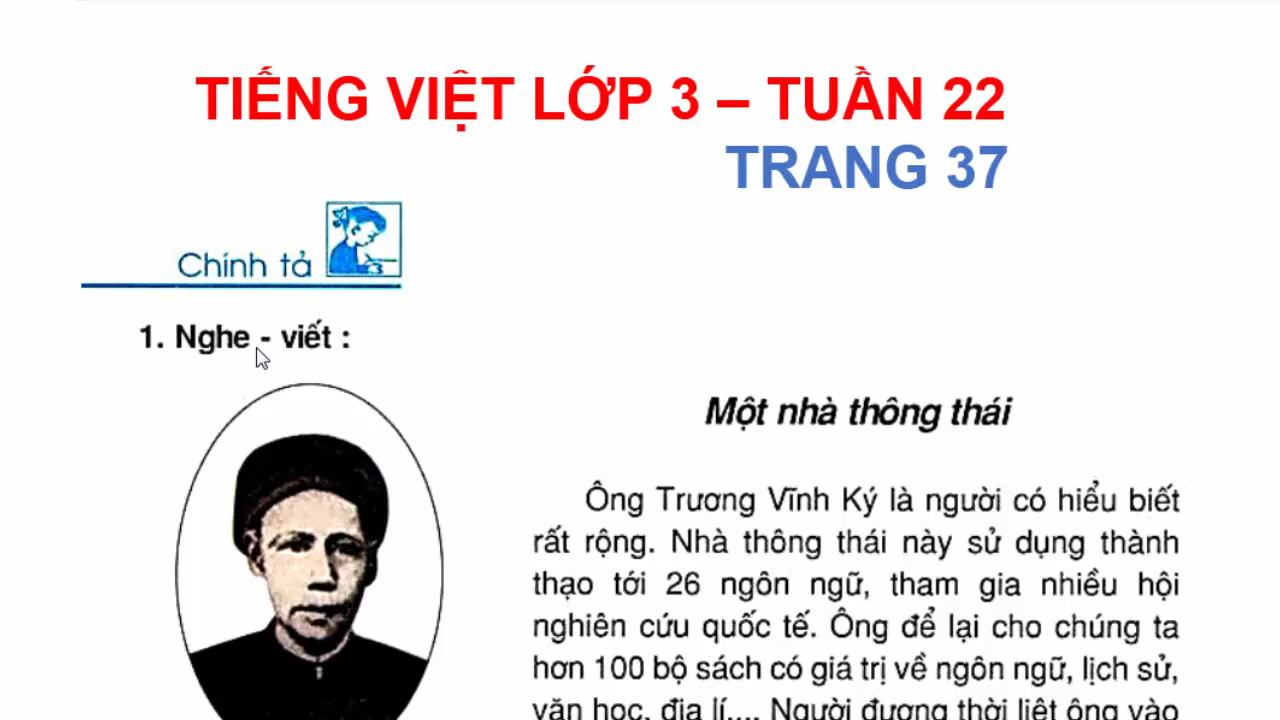 TIẾNG VIỆT LỚP 3 – TUẦN 22
TRANG 37
Chính tả
1. Nghe - viết :
Một nhà thông thái
Ông Trương Vĩnh Ký là người có hiểu biết
rất rộng. Nhà thông thái này sử dụng thành
thạo tới 26 ngôn ngữ, tham gia nhiều hội
nghiên cứu quốc tế. Ông để lại cho chúng ta
hơn 100 bộ sách có giá trị về ngôn ngữ, lịch sử,
văn học, địa lí,... Người đương thời liệt ông vào